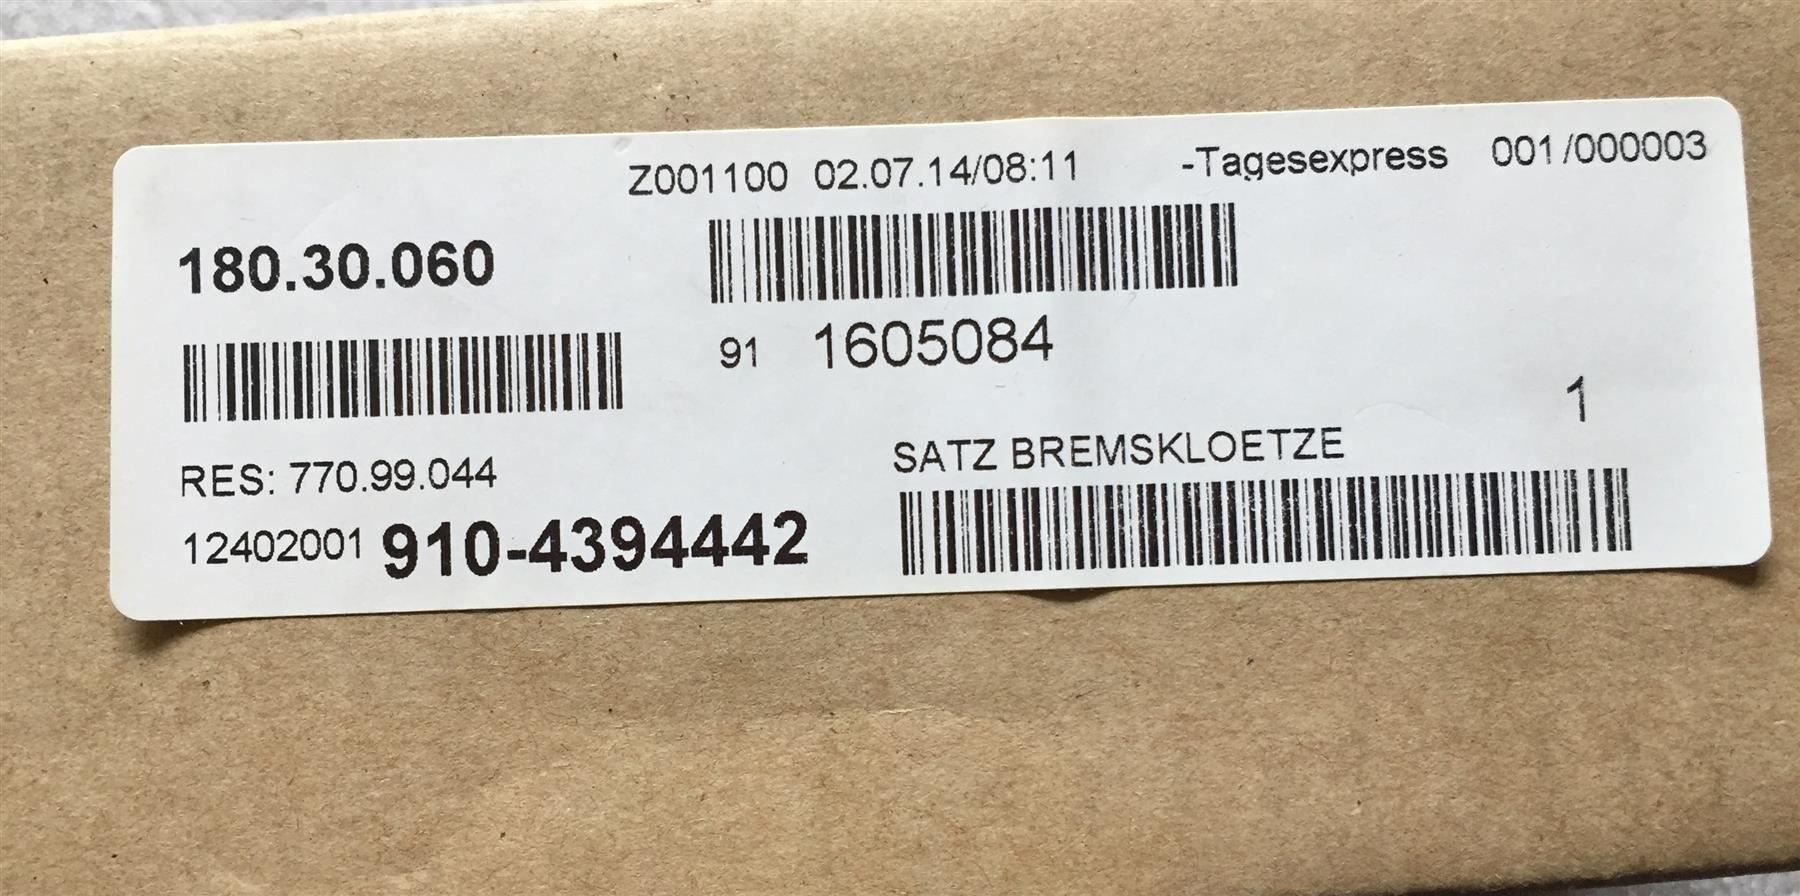 Z001100 02.07.14/08:11 -Tagesexpress 001/000003
180.30.060
91 1605084
1
SATZ BREMSKLOETZE
RES: 770.99.044
12402001 910-4394442